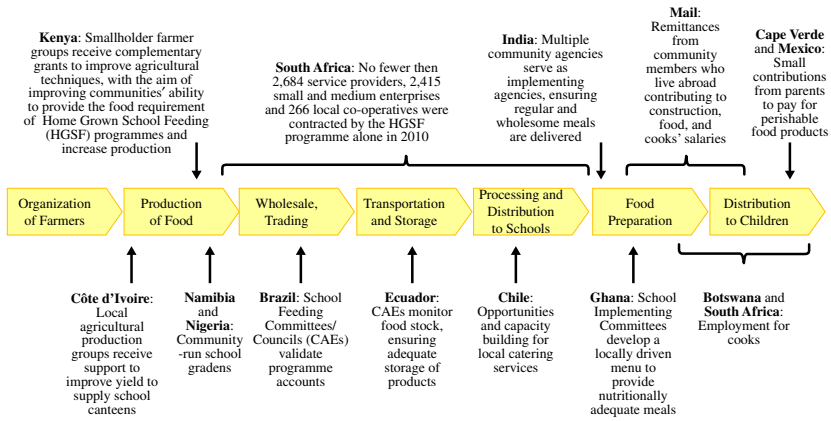 Kenya: Smallholder farmer
groups receive complementary
grants to improve agricultural
techniques, with the aim of
improving communities' ability
to provide the food requirement
of Home Grown School Feeding
(HGSF) programmes and
increase production
South Africa: No fewer then
2,684 service providers, 2,415
small and medium enterprises
and 266 local co-operatives were
contracted by the HGSF
programme alone in 2010
India: Multiple
community agencies
serve as
implementing
agencies, ensuring
regular and
wholesome meals
are delivered
Mail:
Remittances
from
community
members who
live abroad
contributing to
construction,
food, and
cooks' salaries
Cape Verde
and Mexico:
Small
contributions
from parents
to pay for
perishable
food products
Organization
of Farmers
Production
of Food
Wholesale,
Trading
Transportation
and Storage
Processing and
Distribution
to Schools
Food
Preparation
Distribution
to Children
Côte d'Ivoire:
Local
agricultural
production
groups receive
support to
improve yield to
supply school
canteens
Namibia
and
Nigeria:
Community
-run school
gradens
Brazil: School
Feeding
Committees/
Councils (CAEs)
validate
programme
accounts
Ecuador:
CAEs monitor
food stock,
ensuring
adequate
storage of
products
Chile:
Opportunities
and capacity
building for
local catering
services
Ghana: School
Implementing
Committees
develop a
locally driven
menu to
provide
nutritionally
adequate meals
Botswana and
South Africa:
Employment for
cooks